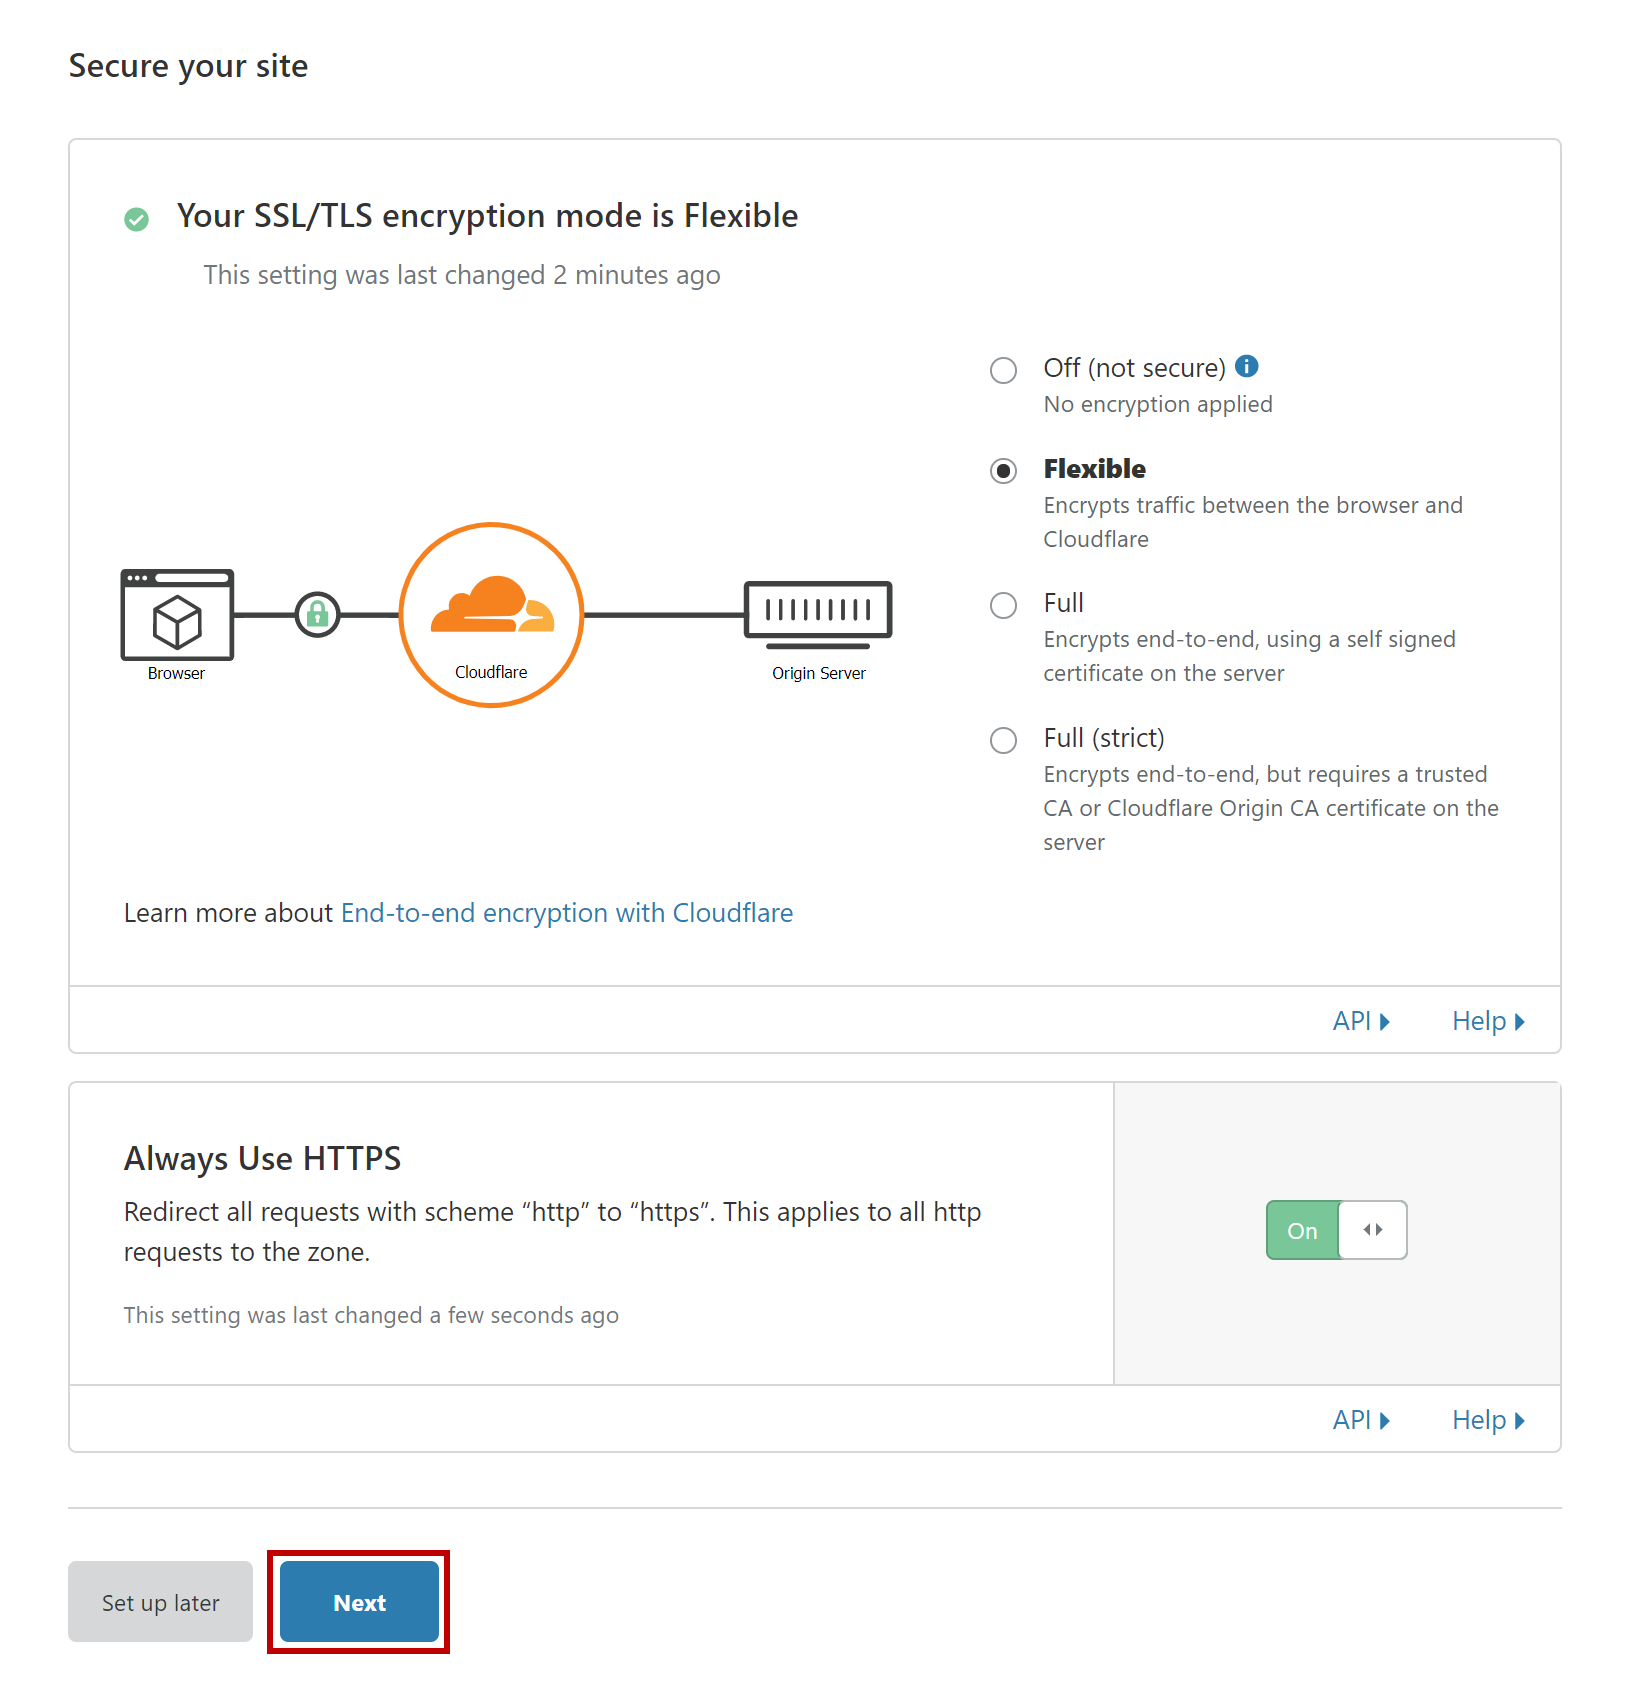 Secure your site
Your SSL/TLS encryption mode is Flexible
This setting was last changed 2 minutes ago
Browser
Cloudflare
Origin Server
Off (not secure)
No encryption applied
Flexible
Encrypts traffic between the browser and
Cloudflare
Full
Encrypts end-to-end, using a self signed
certificate on the server
Full (strict)
Encrypts end-to-end, but requires a trusted
CA or Cloudflare Origin CA certificate on the
server
Learn more about End-to-end encryption with Cloudflare
API Help
Always Use HTTPS
Redirect all requests with scheme “http” to “https”. This applies to all http
requests to the zone.
This setting was last changed a few seconds ago
On
API Help
Set up later
Next